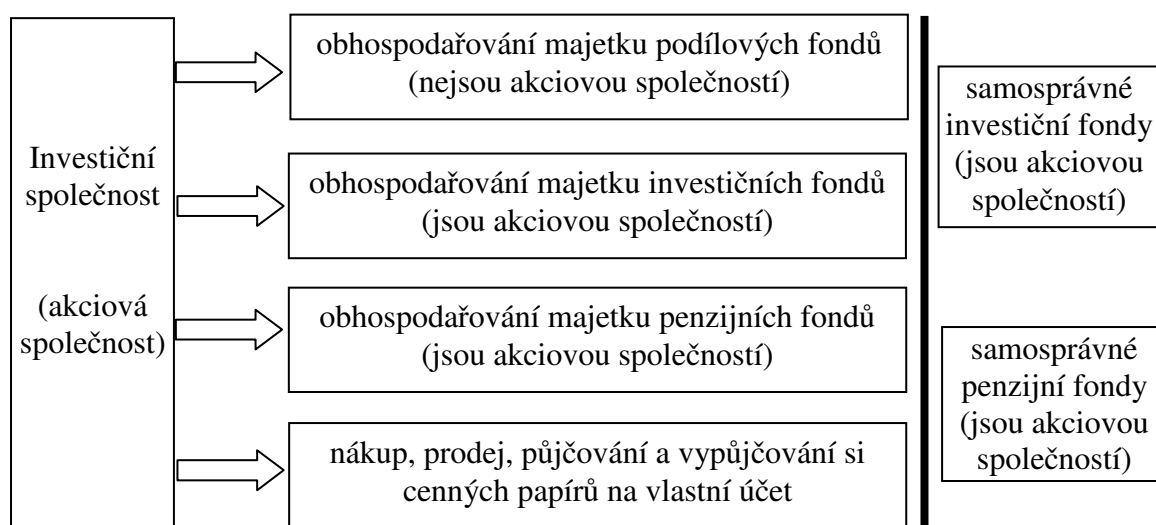 Investiční
společnost
(akciová
společnost)
obhospodařování majetku podílových fondů
(nejsou akciovou společností)
obhospodařování majetku investičních fondů
(jsou akciovou společností)
obhospodařování majetku penzijních fondů
(jsou akciovou společností)
nákup, prodej, půjčování a vypůjčování si
cenných papírů na vlastní účet
samosprávné
investiční fondy
(jsou akciovou
společností)
samosprávné
penzijní fondy
(jsou akciovou
společností)